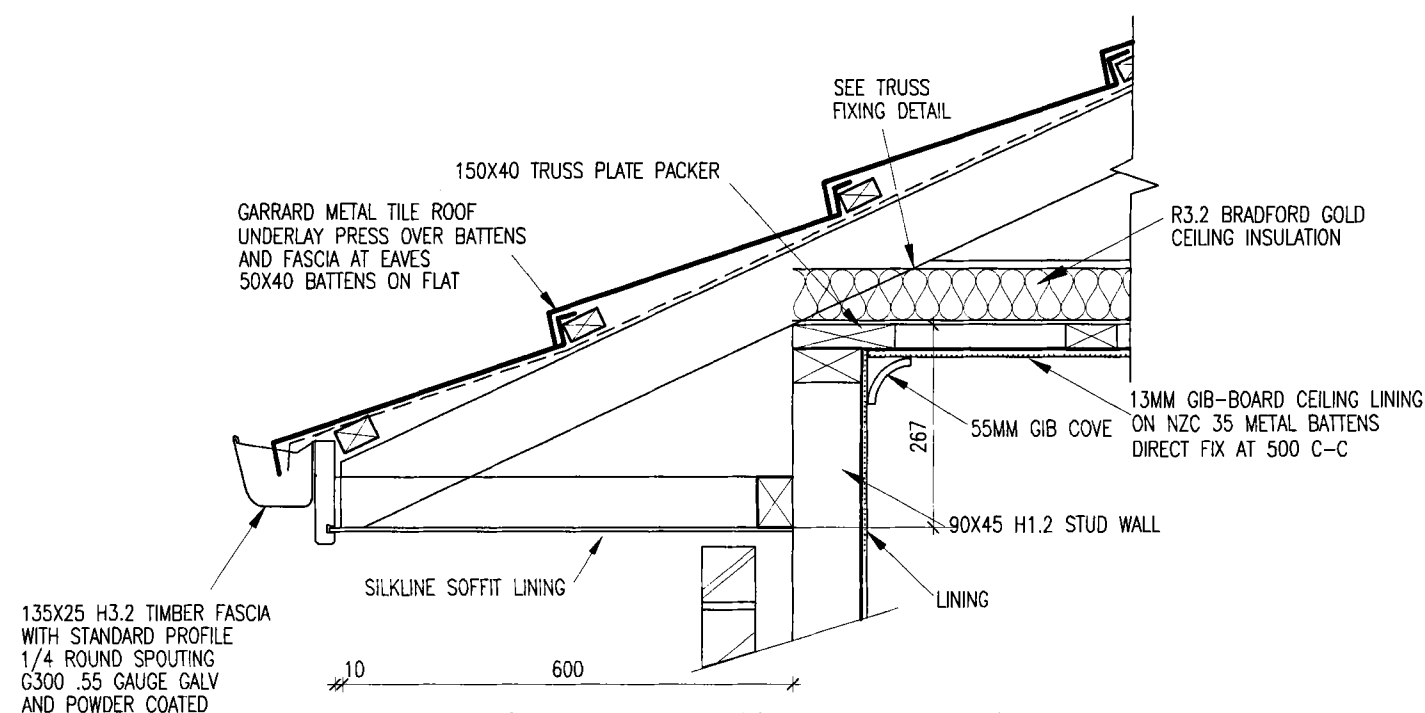 SEE TRUSS
FIXING DETAIL
150X40 TRUSS PLATE PACKER
GARRARD METAL TILE ROOF
UNDERLAY PRESS OVER BATTENS
AND FASCIA AT EAVES
50X40 BATTENS ON FLAT
R3.2 BRADFORD GOLD
CEILING INSULATION
13MM GIB-BOARD CEILING LINING
ON NZC 35 METAL BATTENS
DIRECT FIX AT 500 C-C
55MM GIB COVE
267
90X45 H1.2 STUD WALL
SILKLINE SOFFIT LINING
LINING
135X25 H3.2 TIMBER FASCIA
WITH STANDARD PROFILE
1/4 ROUND SPOUTING
G300 .55 GAUGE GALV
AND POWDER COATED
10
600